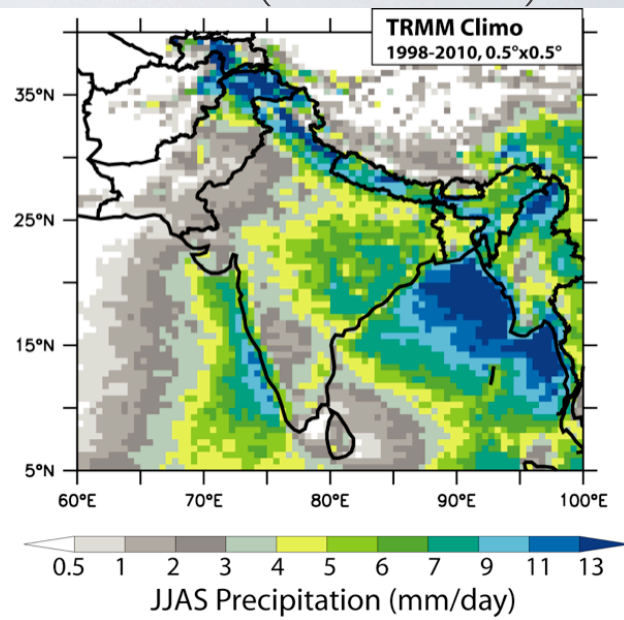 TRMM Climo
1998-2010, 0.5°x0.5°
35°N
25°N
15°N
5°N
60°E 70°E 80°E 90°E 100°E
0.5 1 2 3 4 5 6 7 9 11 13
JJAS Precipitation (mm/day)